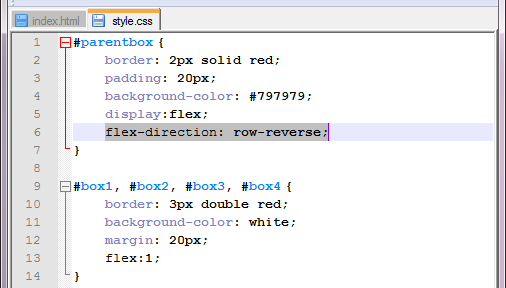 index.html style.css
1 #parentbox {
2 border: 2px solid red;
3 padding: 20px;
4 background-color: #797979;
5 display:flex;
6 flex-direction: row-reverse;
7 }
8
9 #box1, #box2, #box3, #box4 {
10 border: 3px double red;
11 background-color: white;
12 margin: 20px;
13 flex:1;
14 }